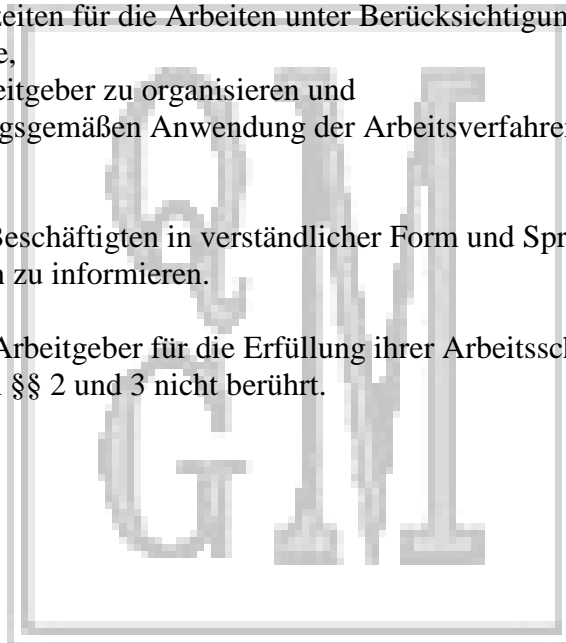 zeiten für die Arbeiten unter Berücksichtigun
e,
eitgeber zu organisieren und
gsgemäßen Anwendung der Arbeitsverfahren
Beschäftigten in verständlicher Form und Spr
n zu informieren.
Arbeitgeber für die Erfüllung ihrer Arbeitssch
§§ 2 und 3 nicht berührt.
QM
G